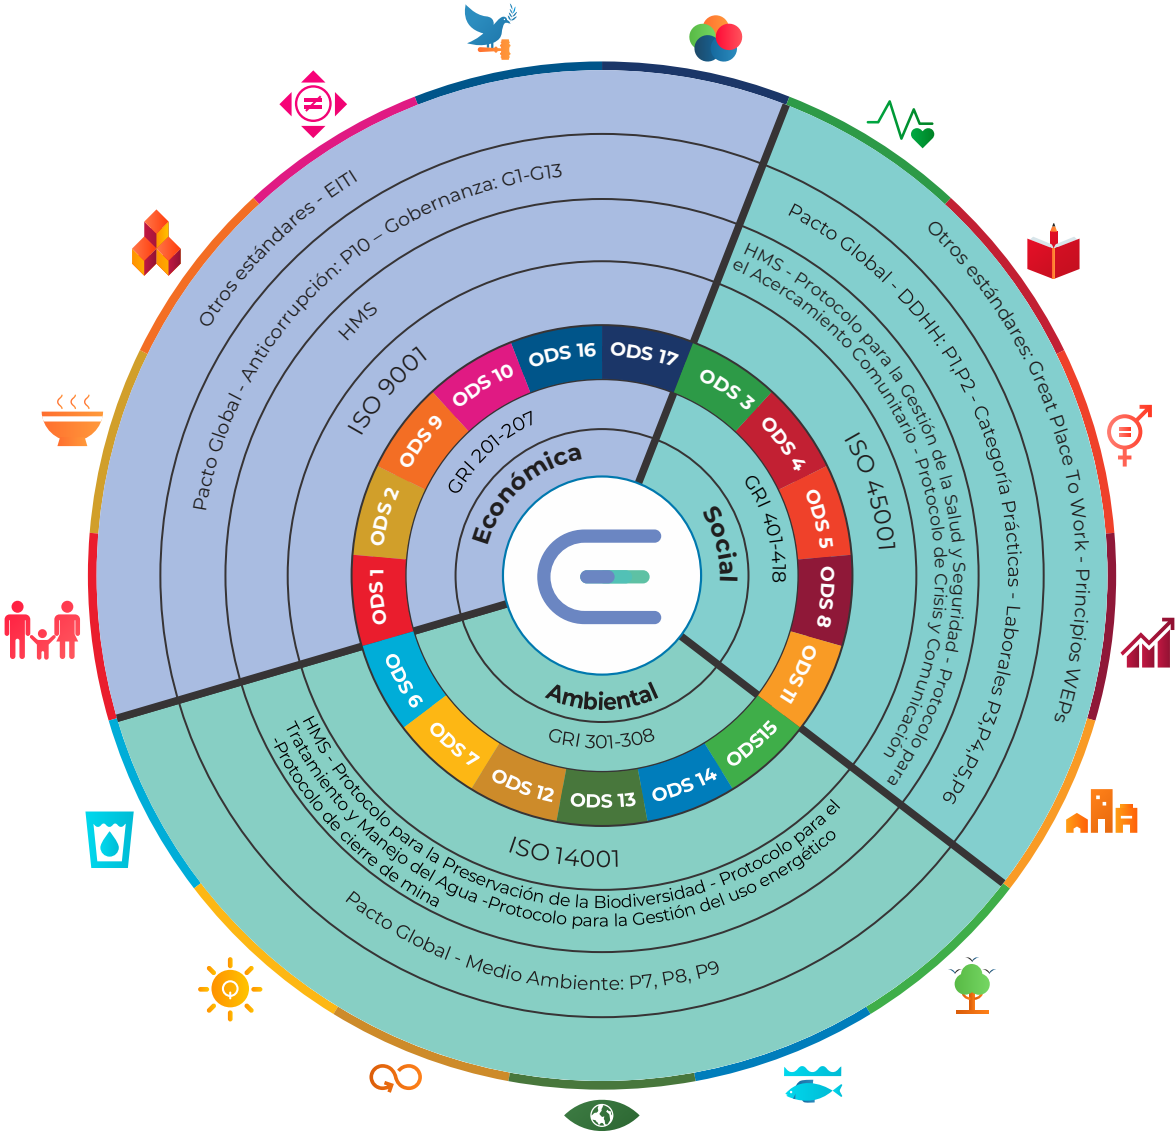 Otros estándares - EITI
Pacto Global - Anticorrupción: P10 – Gobernanza: G1-G13
HMS
ISO 9001
ODS 1
ODS 2
ODS 9
ODS 10
ODS 16
ODS 17
GRI 201-207
Económica
Otros estándares: Great Place To Work - Principios WEPs
Pacto Global - DDHH: P1,P2 - Categoría Prácticas - Laborales P3,P4,P5,P6
HMS - Protocolo para la Gestión de la Salud y Seguridad - Protocolo para
el Acercamiento Comunitario - Protocolo de Crisis y Comunicación
ISO 45001
ODS 3
ODS 4
ODS 5
ODS 8
ODS 11
GRI 401-418
Social
Ambiental
GRI 301-308
ODS 6
ODS 7
ODS 12
ODS 13
ODS 14
ODS15
ISO 14001
HMS - Protocolo para la Preservación de la Biodiversidad - Protocolo para el
Tratamiento y Manejo del Agua -Protocolo para la Gestión del uso energético
-Protocolo de cierre de mina
Pacto Global - Medio Ambiente: P7, P8, P9